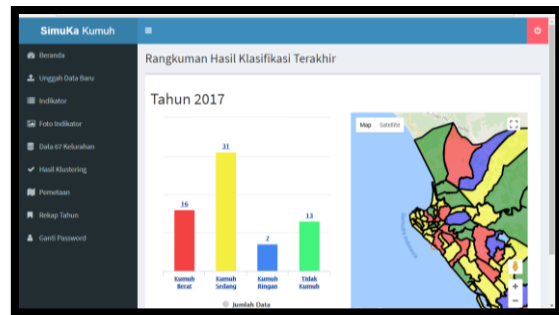 SimuKa Kumuh
Beranda
Unggah Data Baru
Indikator
Foto Indikator
Data 67 Kelurahan
Hasil Klustering
Pemetaan
Rekap Tahun
Ganti Password
Rangkuman Hasil Klasifikasi Terakhir
Tahun 2017
16
31
2
13
Kumuh Berat
Kumuh Sedang
Kumuh Ringan
Tidak Kumuh
Jumlah Data
Map Satellite